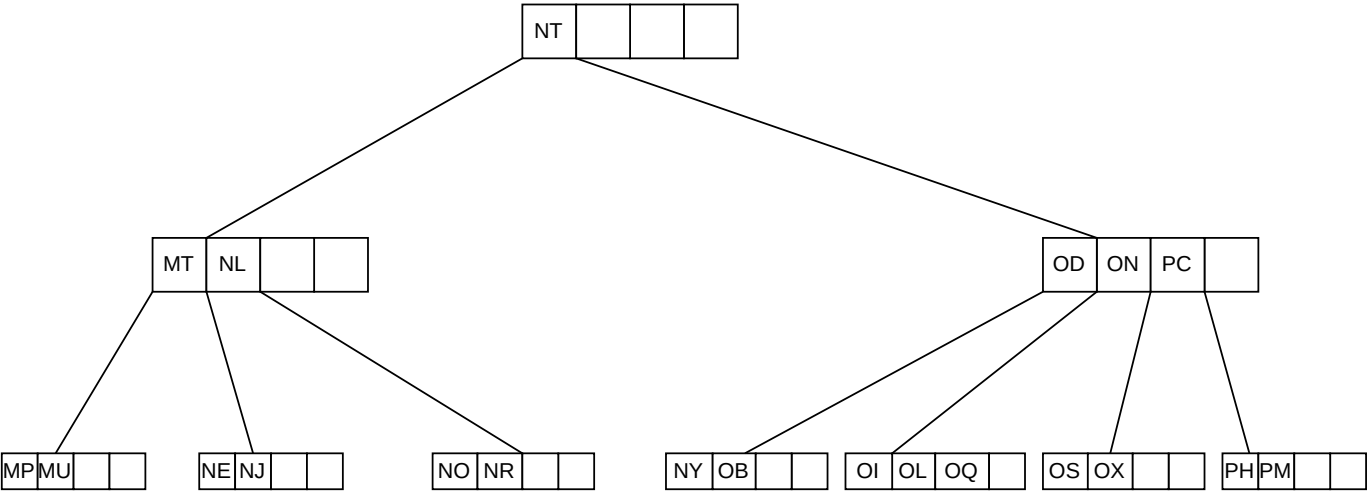 NT
MT NL
OD ON PC
MP MU
NE NJ
NO NR
NY OB
OI OL OQ
OS OX
PH PM